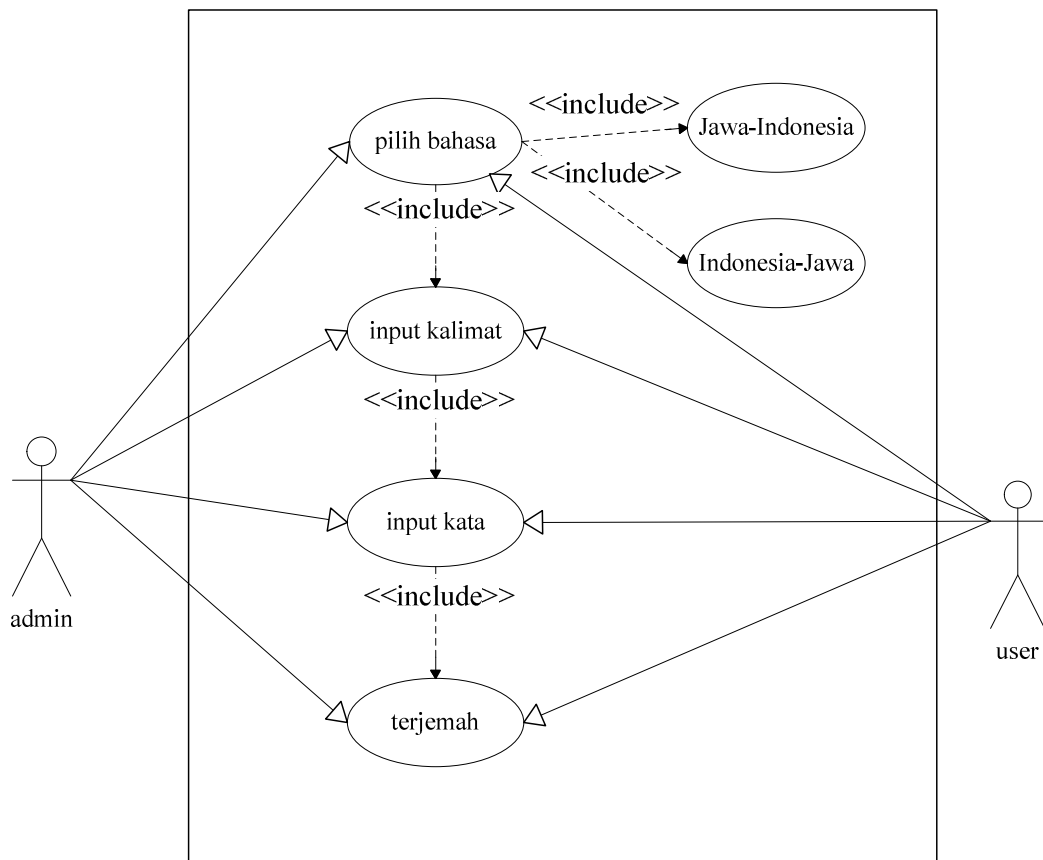 <<include>>
Jawa-Indonesia
pilih bahasa
<<include>>
<<include>>
Indonesia-Jawa
input kalimat
<<include>>
input kata
<<include>>
admin
user
terjemah